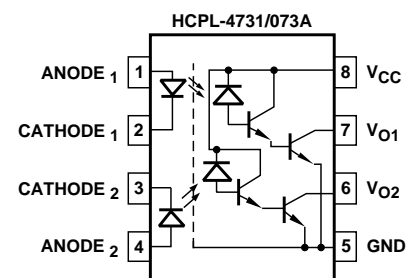 HCPL-4731/073A
ANODE 1 1 8 VCC
CATHODE 1 2 7 VO1
CATHODE 2 3 6 VO2
ANODE 2 4 5 GND